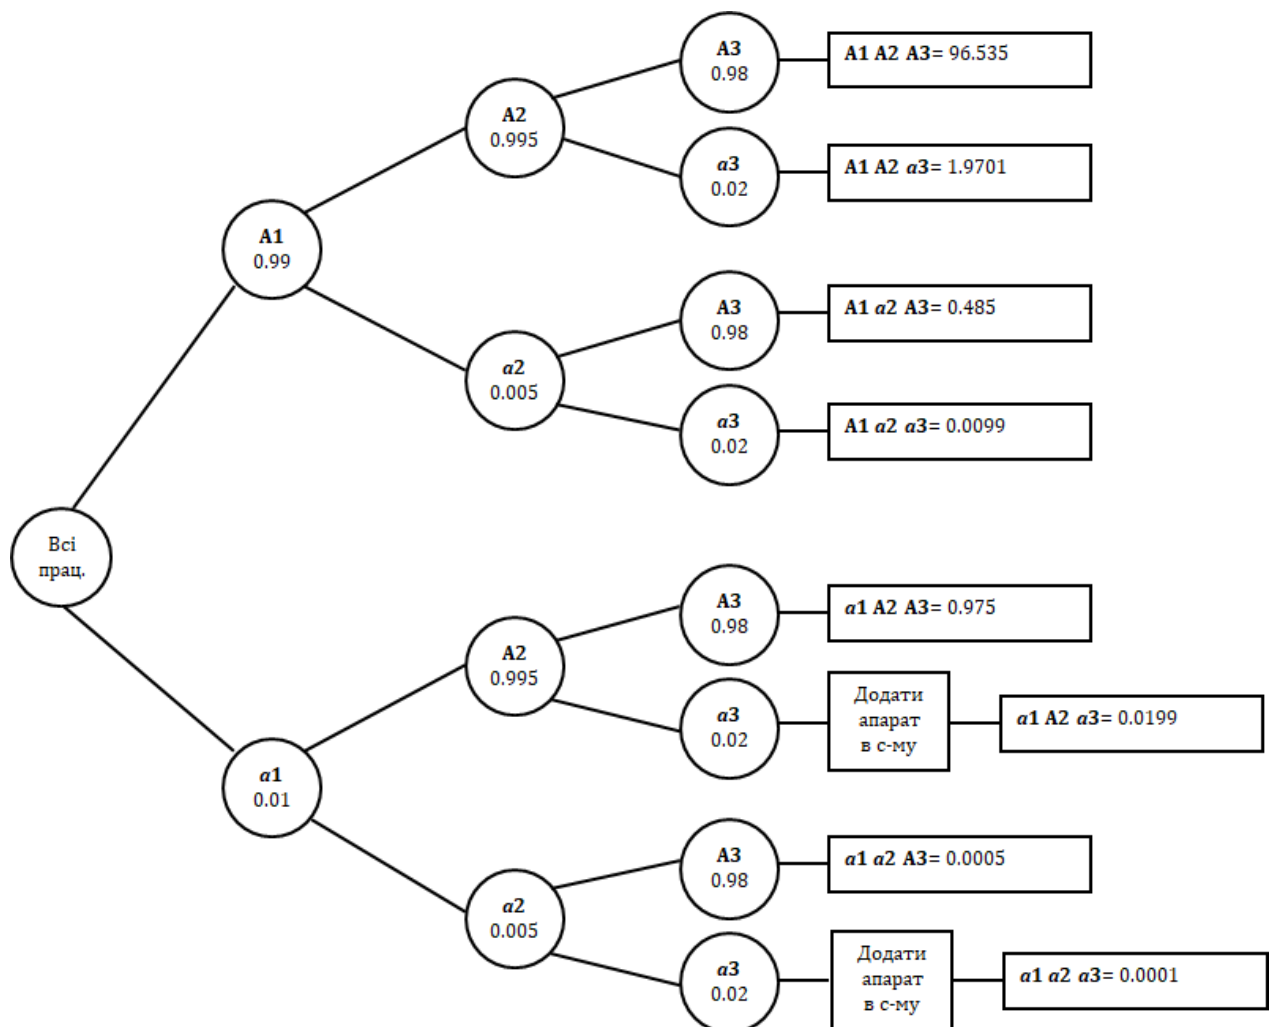 A3
0.98
A1 A2 A3= 96.535
A2
0.995
a3
0.02
A1 A2 a3= 1.9701
A1
0.99
A3
0.98
A1 a2 A3= 0.485
a2
0.005
a3
0.02
A1 a2 a3= 0.0099
Всі
прац.
A3
0.98
a1 A2 A3= 0.975
A2
0.995
a3
0.02
Додати
апарат
в с-му
a1 A2 a3= 0.0199
a1
0.01
A3
0.98
a1 a2 A3= 0.0005
a2
0.005
a3
0.02
Додати
апарат
в с-му
a1 a2 a3= 0.0001